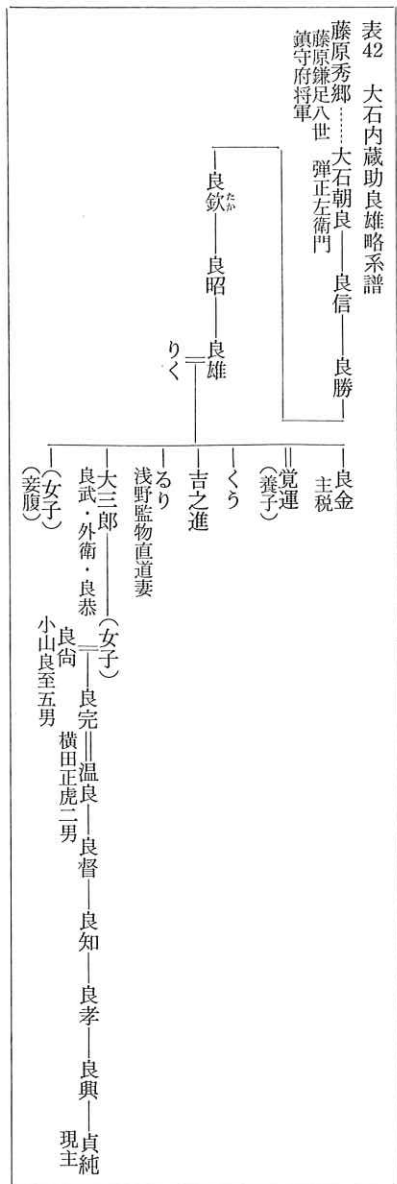 表42　大石内蔵助良雄略系譜
藤原秀郷……大石朝良――良信――良勝
藤原鎌足八世　弾正左衛門
鎮守府将軍
良欽――良昭――良雄
たか
りく
良金
主税
覚運
（養子）
くう
吉之進
るり
浅野監物直道妻
大三郎――（女子）
良武・外衛・良恭
良尚――良完＝＝温良――良督――良知――良孝――良興――貞純
小山良至五男
横田正虎二男
現主
（女子）
（妾腹）